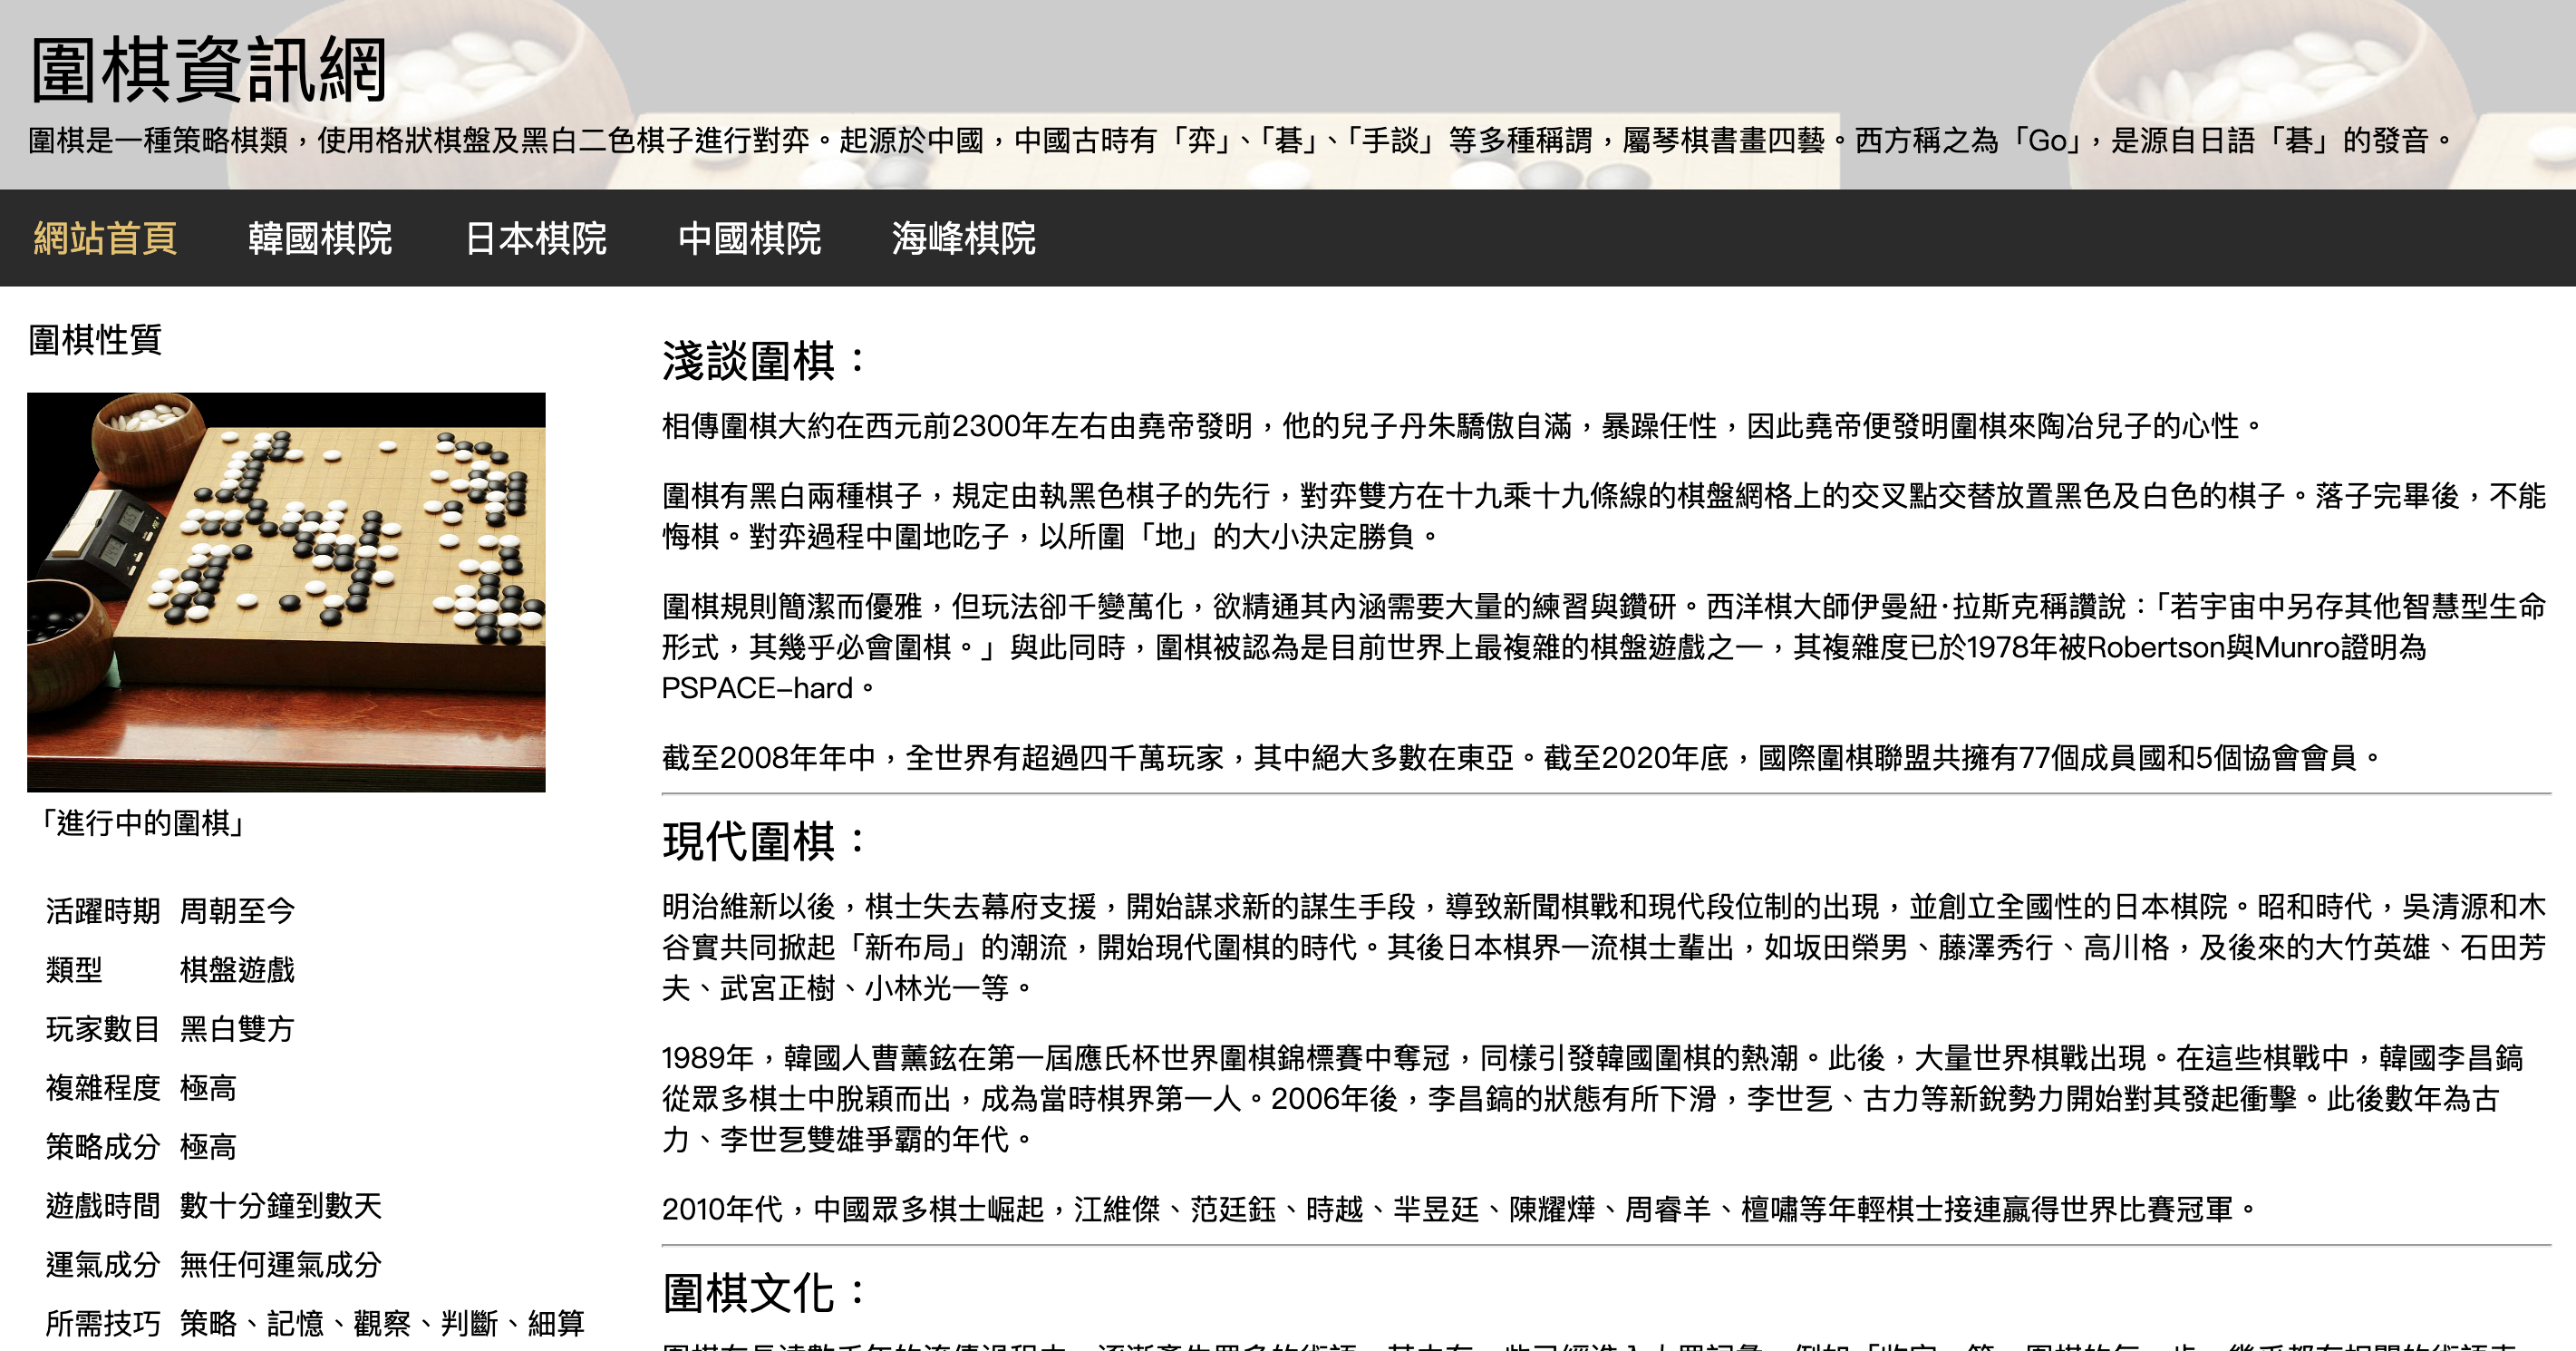 圍棋資訊網
圍棋是一種策略棋類，使用格狀棋盤及黑白二色棋子進行對弈。起源於中國，中國古時有「弈」、「碁」、「手談」等多種稱謂，屬琴棋書畫四藝。西方稱之為「Go」，是源自日語「碁」的發音。
網站首頁 韓國棋院 日本棋院 中國棋院 海峰棋院
圍棋性質
「進行中的圍棋」
活躍時期 周朝至今
類型 棋盤遊戲
玩家數目 黑白雙方
複雜程度 極高
策略成分 極高
遊戲時間 數十分鐘到數天
運氣成分 無任何運氣成分
所需技巧 策略、記憶、觀察、判斷、細算
淺談圍棋：
相傳圍棋大約在西元前2300年左右由堯帝發明，他的兒子丹朱驕傲自滿，暴躁任性，因此堯帝便發明圍棋來陶冶兒子的心性。
圍棋有黑白兩種棋子，規定由執黑色棋子的先行，對弈雙方在十九乘十九條線的棋盤網格上的交叉點交替放置黑色及白色的棋子。落子完畢後，不能
悔棋。對弈過程中圍地吃子，以所圍「地」的大小決定勝負。
圍棋規則簡潔而優雅，但玩法卻千變萬化，欲精通其內涵需要大量的練習與鑽研。西洋棋大師伊曼紐·拉斯克稱讚說：「若宇宙中另存其他智慧型生命
形式，其幾乎必會圍棋。」與此同時，圍棋被認為是目前世界上最複雜的棋盤遊戲之一，其複雜度已於1978年被Robertson與Munro證明為
PSPACE-hard。
截至2008年年中，全世界有超過四千萬玩家，其中絕大多數在東亞。截至2020年底，國際圍棋聯盟共擁有77個成員國和5個協會會員。
現代圍棋：
明治維新以後，棋士失去幕府支援，開始謀求新的謀生手段，導致新聞棋戰和現代段位制的出現，並創立全國性的日本棋院。昭和時代，吳清源和木
谷實共同掀起「新布局」的潮流，開始現代圍棋的時代。其後日本棋界一流棋士輩出，如坂田榮男、藤澤秀行、高川格，及後來的大竹英雄、石田芳
夫、武宮正樹、小林光一等。
1989年，韓國人曹薰鉉在第一屆應氏杯世界圍棋錦標賽中奪冠，同樣引發韓國圍棋的熱潮。此後，大量世界棋戰出現。在這些棋戰中，韓國李昌鎬
從眾多棋士中脫穎而出，成為當時棋界第一人。2006年後，李昌鎬的狀態有所下滑，李世乭、古力等新銳勢力開始對其發起衝擊。此後數年為古
力、李世乭雙雄爭霸的年代。
2010年代，中國眾多棋士崛起，江維傑、范廷鈺、時越、羋昱廷、陳耀燁、周睿羊、檀嘯等年輕棋士接連贏得世界比賽冠軍。
圍棋文化：